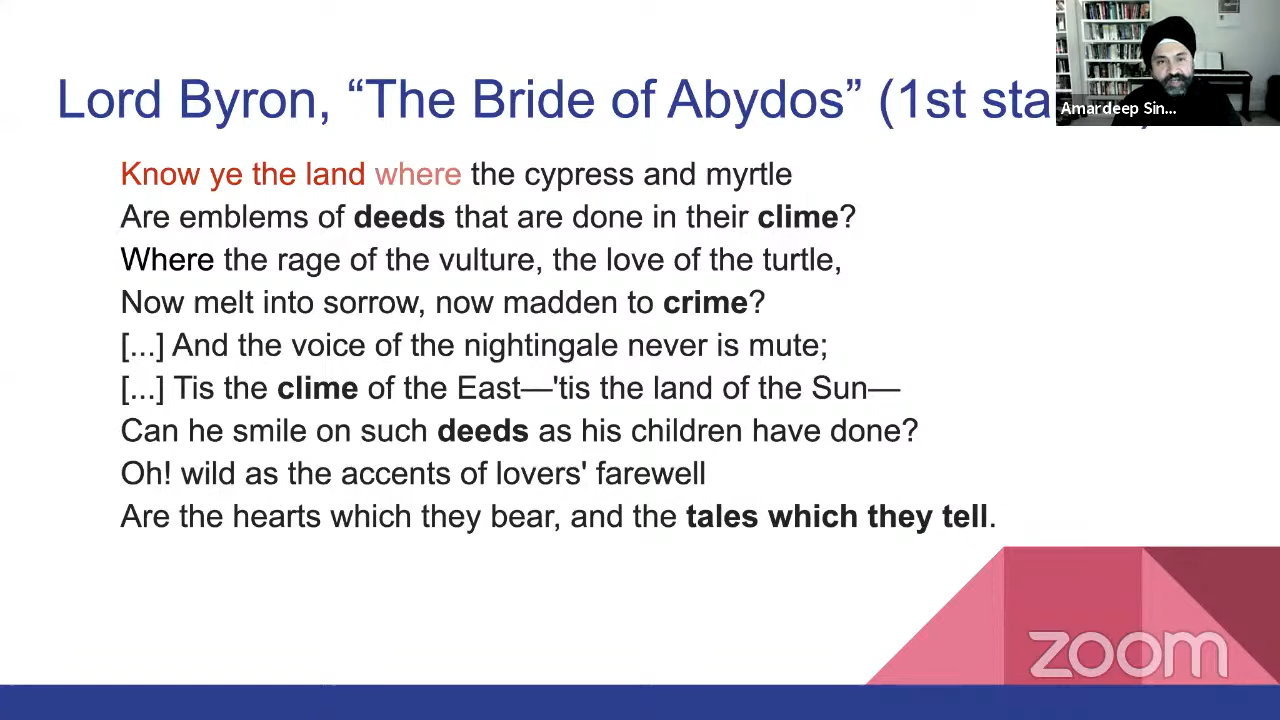 Lord Byron, “The Bride of Abydos” (1st sta
Amardeep Sin...
Know ye the land where the cypress and myrtle
Are emblems of deeds that are done in their clime?
Where the rage of the vulture, the love of the turtle,
Now melt into sorrow, now madden to crime?
[...] And the voice of the nightingale never is mute;
[...] Tis the clime of the East—'tis the land of the Sun—
Can he smile on such deeds as his children have done?
Oh! wild as the accents of lovers' farewell
Are the hearts which they bear, and the tales which they tell.
zoom